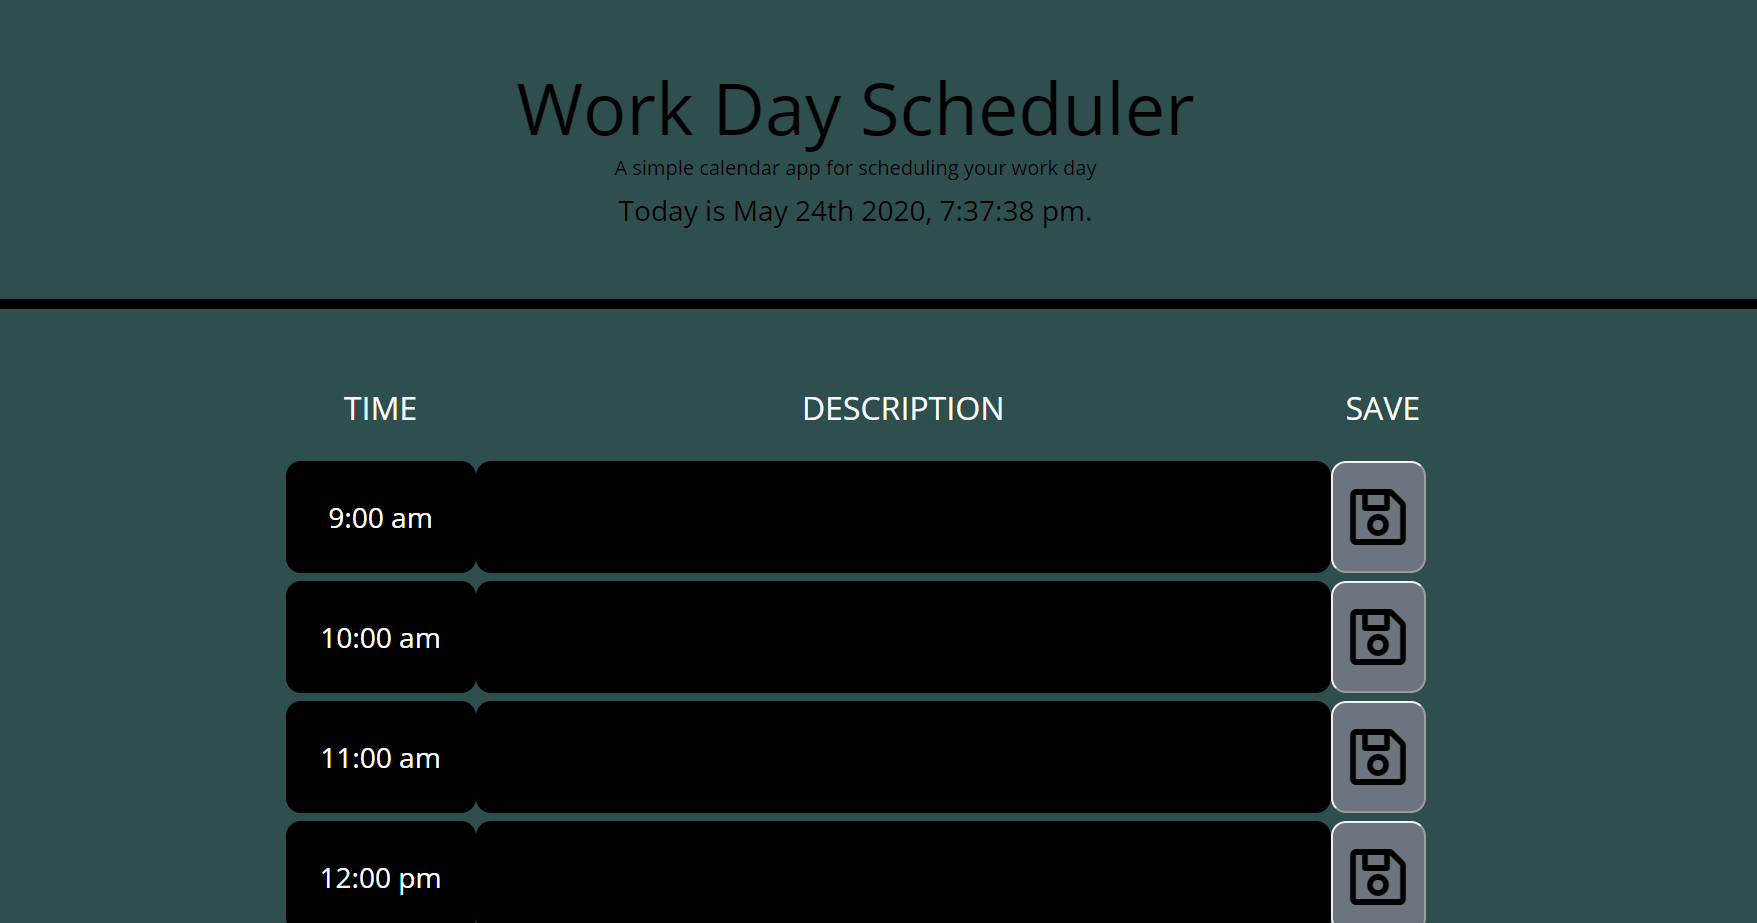 Work Day Scheduler
A simple calendar app for scheduling your work day
Today is May 24th 2020, 7:37:38 pm.
TIME DESCRIPTION SAVE
9:00 am
10:00 am
11:00 am
12:00 pm